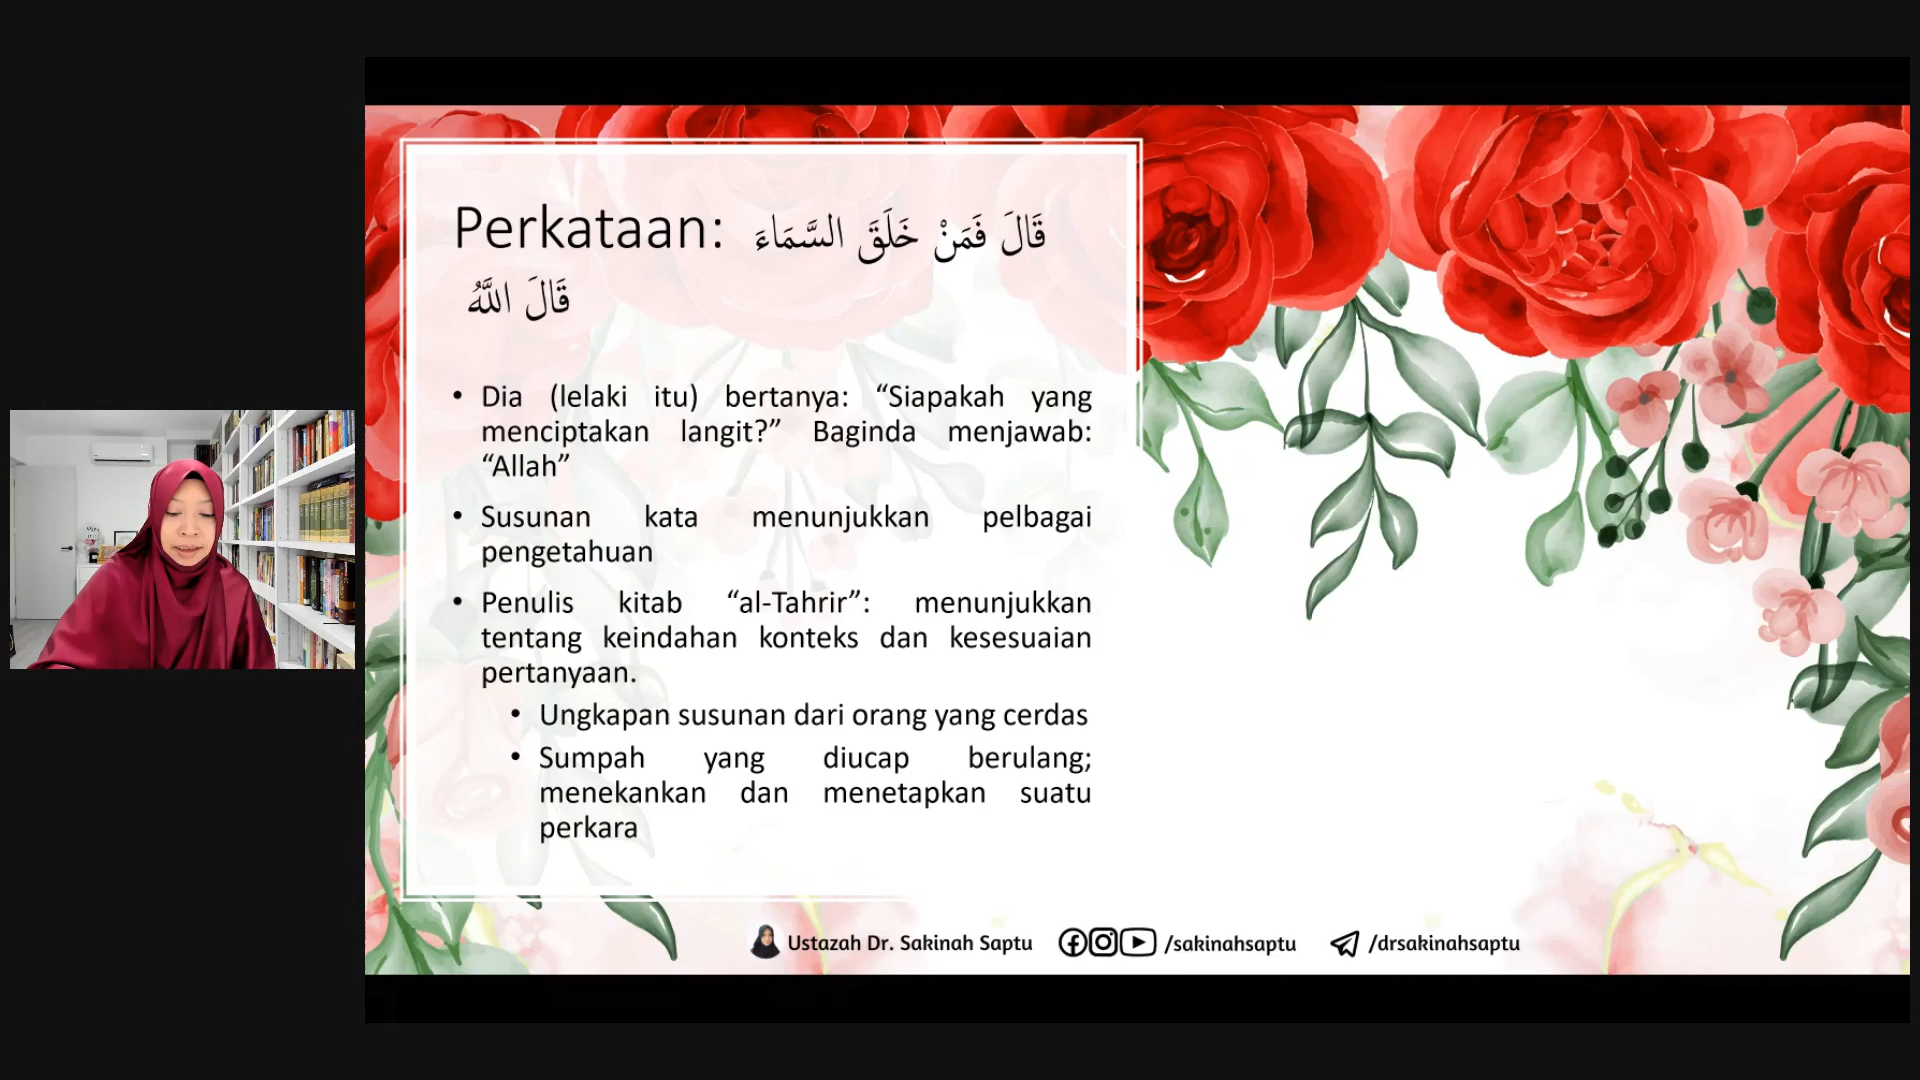 Perkataan: قَالَ فَمَنْ خَلَقَ السَّمَاءَ
قَالَ اللَّهُ
• Dia (lelaki itu) bertanya: “Siapakah yang
menciptakan langit?” Baginda menjawab:
“Allah”
• Susunan kata menunjukkan pelbagai
pengetahuan
• Penulis kitab “al-Tahrir”: menunjukkan
tentang keindahan konteks dan kesesuaian
pertanyaan.
• Ungkapan susunan dari orang yang cerdas
• Sumpah yang diucap berulang;
menekankan dan menetapkan suatu
perkara
Ustazah Dr. Sakinah Saptu /sakinahsaptu /drsakinahsaptu